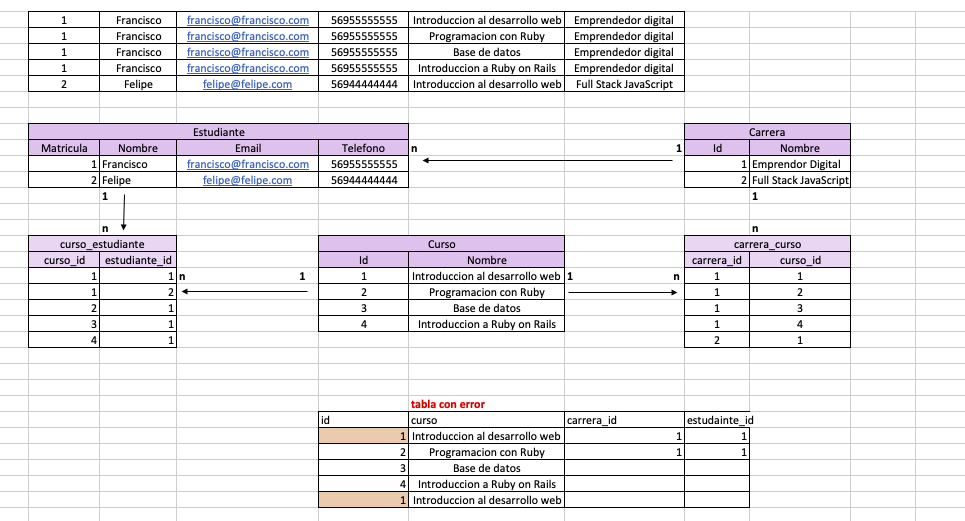 1 Francisco francisco@francisco.com 56955555555 Introduccion al desarrollo web Emprendedor digital
1 Francisco francisco@francisco.com 56955555555 Programacion con Ruby Emprendedor digital
1 Francisco francisco@francisco.com 56955555555 Base de datos Emprendedor digital
1 Francisco francisco@francisco.com 56955555555 Introduccion a Ruby on Rails Emprendedor digital
2 Felipe felipe@felipe.com 56944444444 Introduccion al desarrollo web Full Stack JavaScript
Estudiante Carrera
Matricula Nombre Email Telefono n 1 Id Nombre
1 Francisco francisco@francisco.com 56955555555 1 Emprendor Digital
2 Felipe felipe@felipe.com 56944444444 2 Full Stack JavaScript
1 1
n n
curso_estudiante Curso carrera_curso
curso_id estudiante_id Id Nombre carrera_id curso_id
1 1 n 1 1 Introduccion al desarrollo web 1 n 1 1
1 2 2 Programacion con Ruby 1 2
2 1 3 Base de datos 1 3
3 1 4 Introduccion a Ruby on Rails 1 4
4 1 2 1
tabla con error
id curso carrera_id estudainte_id
1 Introduccion al desarrollo web 1 1
2 Programacion con Ruby 1 1
3 Base de datos
4 Introduccion a Ruby on Rails
1 Introduccion al desarrollo web